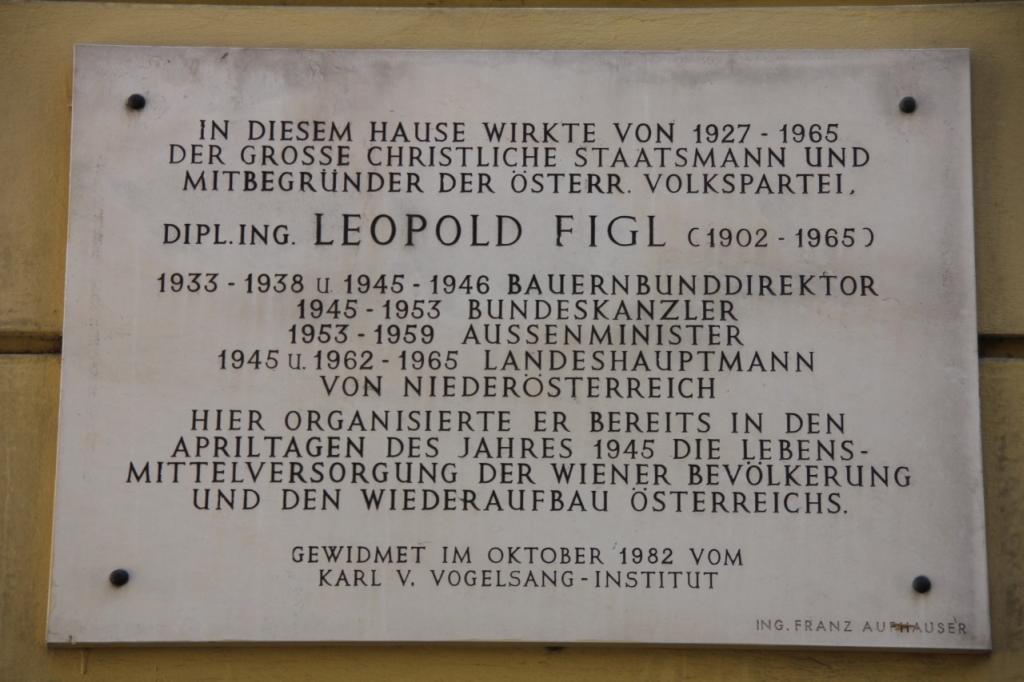 IN DIESEM HAUSE WIRKTE VON 1927 - 1965
DER GROSSE CHRISTLICHE STAATSMANN UND
MITBEGRÜNDER DER ÖSTERR. VOLKSPARTEI,
DIPL.ING. LEOPOLD FIGL (1902 - 1965)
1933 - 1938 u. 1945 - 1946 BAUERNBUNDDIREKTOR
1945 - 1953 BUNDESKANZLER
1953 - 1959 AUSSENMINISTER
1945 u. 1962 - 1965 LANDESHAUPTMANN
VON NIEDERÖSTERREICH
HIER ORGANISIERTE ER BEREITS IN DEN
APRILTAGEN DES JAHRES 1945 DIE LEBENS-
MITTELVERSORGUNG DER WIENER BEVÖLKERUNG
UND DEN WIEDERAUFBAU ÖSTERREICHS.
GEWIDMET IM OKTOBER 1982 VOM
KARL V. VOGELSANG-INSTITUT
ING. FRANZ AUFHAUSER